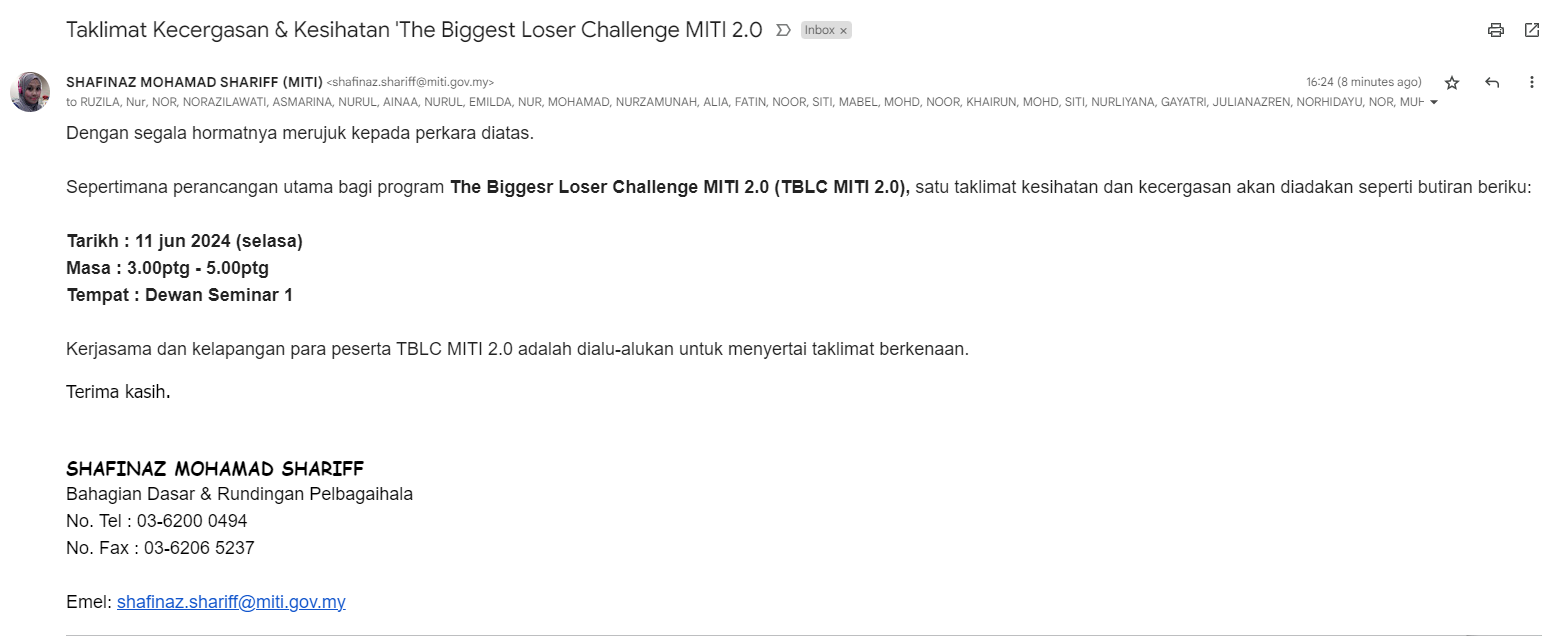 Taklimat Kecergasan & Kesihatan 'The Biggest Loser Challenge MITI 2.0 Inbox ×
SHAFINAZ MOHAMAD SHARIFF (MITI) <shafinaz.shariff@miti.gov.my> 16:24 (8 minutes ago)
to RUZILA, Nur, NOR, NORAZILAWATI, ASMARINA, NURUL, AINAA, NURUL, EMILDA, NUR, MOHAMAD, NURZAMUNAH, ALIA, FATIN, NOOR, SITI, MABEL, MOHD, NOOR, KHAIRUN, MOHD, SITI, NURLIYANA, GAYATRI, JULIANAZREN, NORHIDAYU, NOR,
Dengan segala hormatnya merujuk kepada perkara diatas.
Sepertimana perancangan utama bagi program The Biggesr Loser Challenge MITI 2.0 (TBLC MITI 2.0), satu taklimat kesihatan dan kecergasan akan diadakan seperti butiran beriku:
Tarikh : 11 jun 2024 (selasa)
Masa : 3.00ptg - 5.00ptg
Tempat : Dewan Seminar 1
Kerjasama dan kelapangan para peserta TBLC MITI 2.0 adalah dialu-alukan untuk menyertai taklimat berkenaan.
Terima kasih.
SHAFINAZ MOHAMAD SHARIFF
Bahagian Dasar & Rundingan Pelbagaihala
No. Tel : 03-6200 0494
No. Fax : 03-6206 5237
Emel: shafinaz.shariff@miti.gov.my